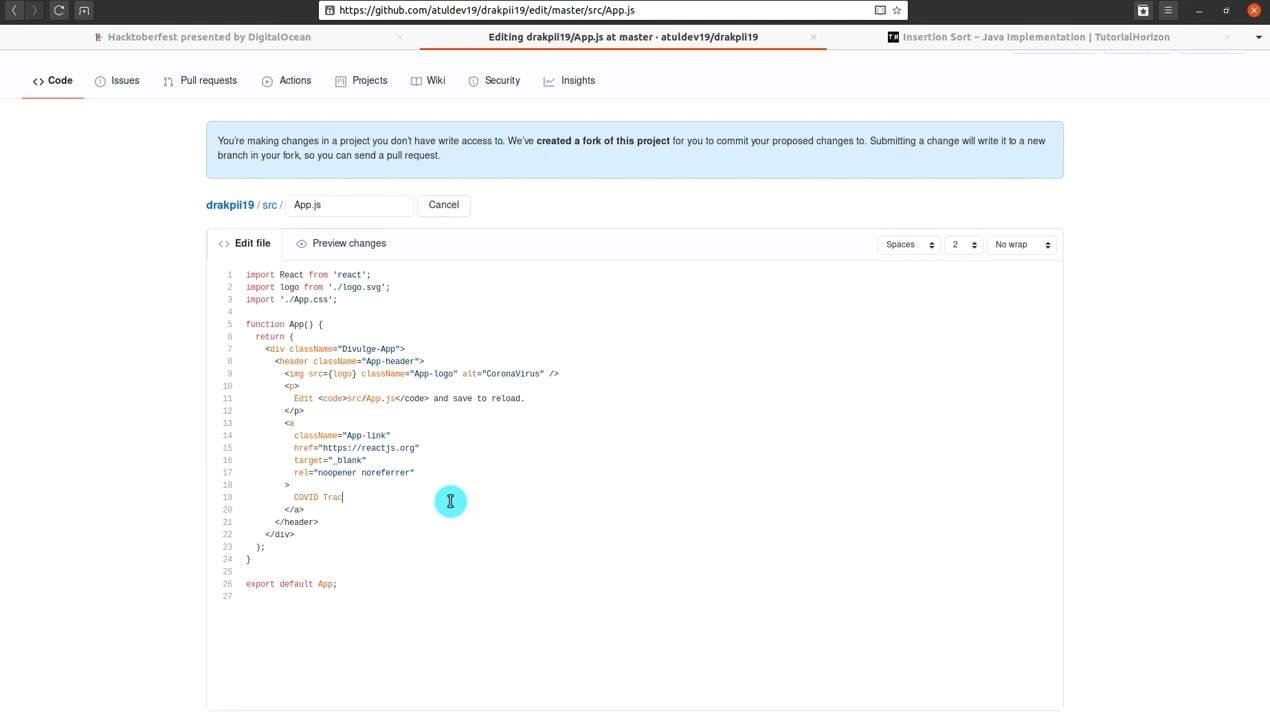 https://github.com/atuldev19/drakpii19/edit/master/src/App.js
Hacktoberfest presented by DigitalOcean
Editing drakpii19/App.js at master · atuldev19/drakpii19
Insertion Sort – Java Implementation | TutorialHorizon
Code
Issues
Pull requests
Actions
Projects
Wiki
Security
Insights
You're making changes in a project you don't have write access to. We've created a fork of this project for you to commit your proposed changes to. Submitting a change will write it to a new
branch in your fork, so you can send a pull request.
drakpii19 / src / App.js Cancel
Edit file
Preview changes
Spaces
2
No wrap
1 import React from 'react';
2 import logo from './logo.svg';
3 import './App.css';
4
5 function App() {
6 return (
7 <div className="Divulge-App">
8 <header className="App-header">
9 <img src={logo} className="App-logo" alt="CoronaVirus" />
10 <p>
11 Edit <code>src/App.js</code> and save to reload.
12 </p>
13 <a
14 className="App-link"
15 href="https://reactjs.org"
16 target="_blank"
17 rel="noopener noreferrer"
18 >
19 COVID Trac
20 </a>
21 </header>
22 </div>
23 );
24 }
25
26 export default App;
27